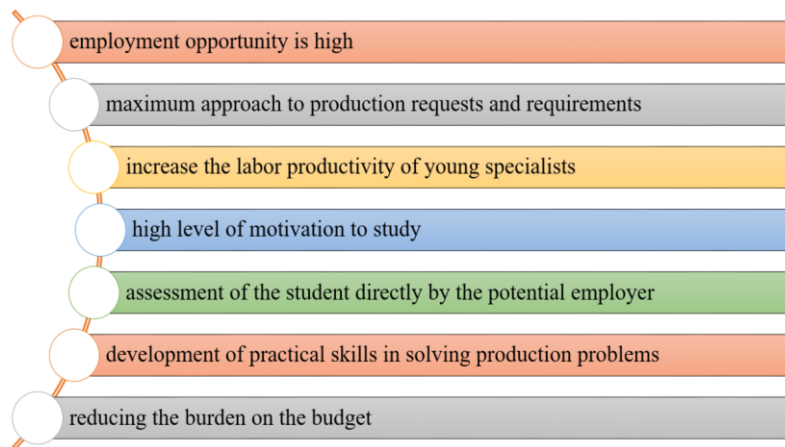 employment opportunity is high
maximum approach to production requests and requirements
increase the labor productivity of young specialists
high level of motivation to study
assessment of the student directly by the potential employer
development of practical skills in solving production problems
reducing the burden on the budget